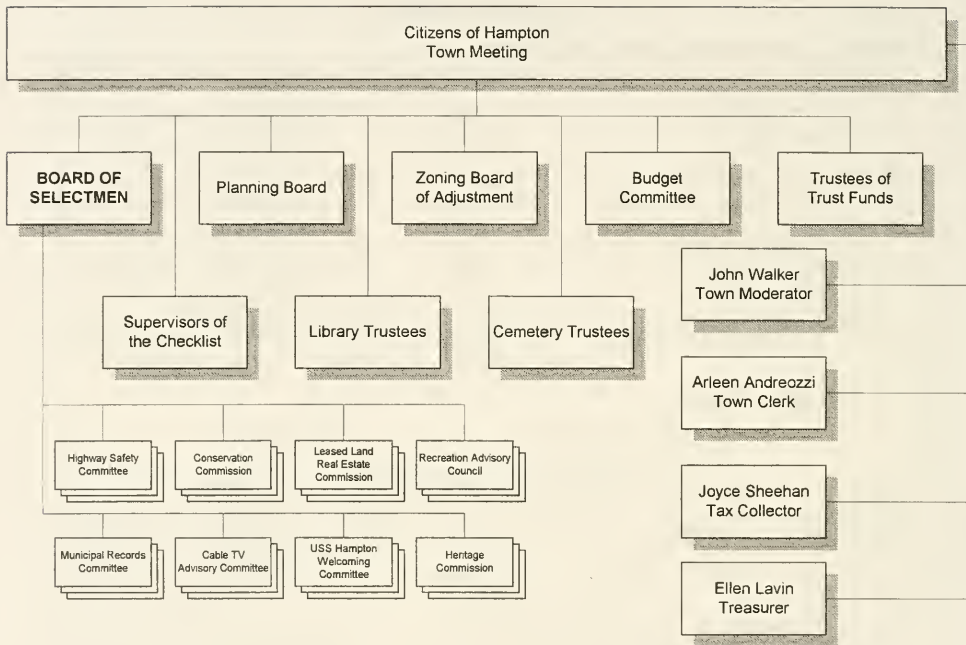 Citizens of Hampton
Town Meeting
BOARD OF
SELECTMEN
Planning Board
Zoning Board
of Adjustment
Budget
Committee
Trustees of
Trust Funds
Supervisors of
the Checklist
Library Trustees
Cemetery Trustees
John Walker
Town Moderator
Arleen Andreozzi
Town Clerk
Joyce Sheehan
Tax Collector
Ellen Lavin
Treasurer
Highway Safety
Committee
Conservation
Commission
Leased Land
Real Estate
Commission
Recreation Advisory
Council
Municipal Records
Committee
Cable TV
Advisory Committee
USS Hampton
Welcoming
Committee
Heritage
Commission